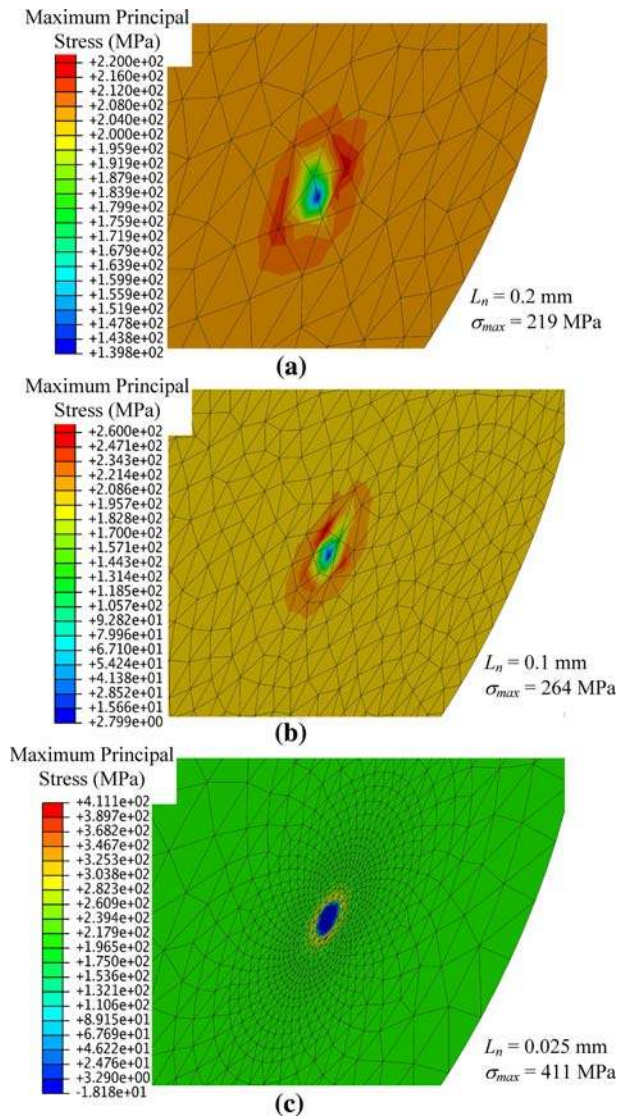 Maximum Principal
Stress (MPa)
+2.200e+02
+2.160e+02
+2.120e+02
+2.080e+02
+2.040e+02
+2.000e+02
+1.959e+02
+1.919e+02
+1.879e+02
+1.839e+02
+1.799e+02
+1.759e+02
+1.719e+02
+1.679e+02
+1.639e+02
+1.599e+02
+1.559e+02
+1.519e+02
+1.478e+02
+1.438e+02
+1.398e+02
Ln = 0.2 mm
σmax = 219 MPa
(a)
Maximum Principal
Stress (MPa)
+2.600e+02
+2.471e+02
+2.343e+02
+2.214e+02
+2.086e+02
+1.957e+02
+1.828e+02
+1.700e+02
+1.571e+02
+1.443e+02
+1.314e+02
+1.185e+02
+1.057e+02
+9.282e+01
+7.996e+01
+6.710e+01
+5.424e+01
+4.138e+01
+2.852e+01
+1.566e+01
+2.799e+00
Ln = 0.1 mm
σmax = 264 MPa
(b)
Maximum Principal
Stress (MPa)
+4.111e+02
+3.897e+02
+3.682e+02
+3.467e+02
+3.253e+02
+3.038e+02
+2.823e+02
+2.609e+02
+2.394e+02
+2.179e+02
+1.965e+02
+1.750e+02
+1.536e+02
+1.321e+02
+1.106e+02
+8.915e+01
+6.769e+01
+4.622e+01
+2.476e+01
+3.290e+00
-1.818e+01
Ln = 0.025 mm
σmax = 411 MPa
(c)